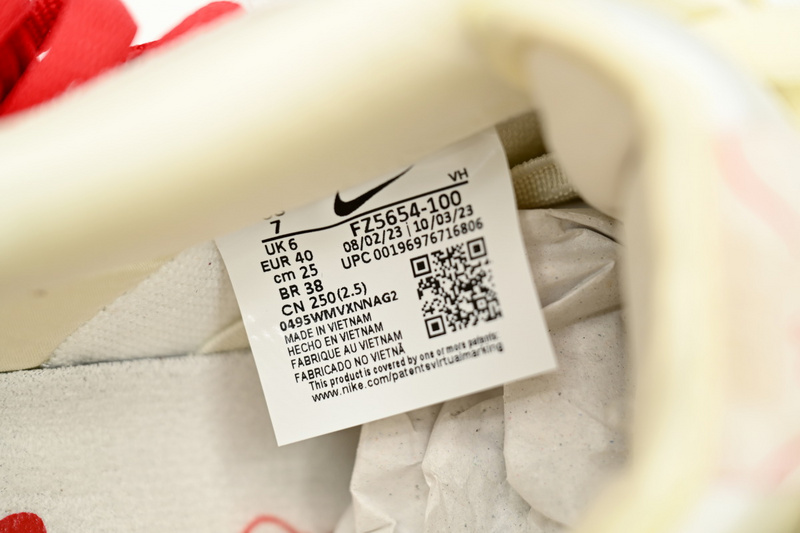 VH
7
FZ5654-100
UK 6
08/02/23 | 10/03/23
EUR 40
UPC 00196976716806
cm 25
BR 38
CN 250(2.5)
0495WMVXNNAG2
MADE IN VIETNAM
HECHO EN VIETNAM
FABRIQUE AU VIETNAM
FABRICADO NO VIETNÃ
This product is covered by one or more patents:
www.nike.com/patentsvirtualmarking